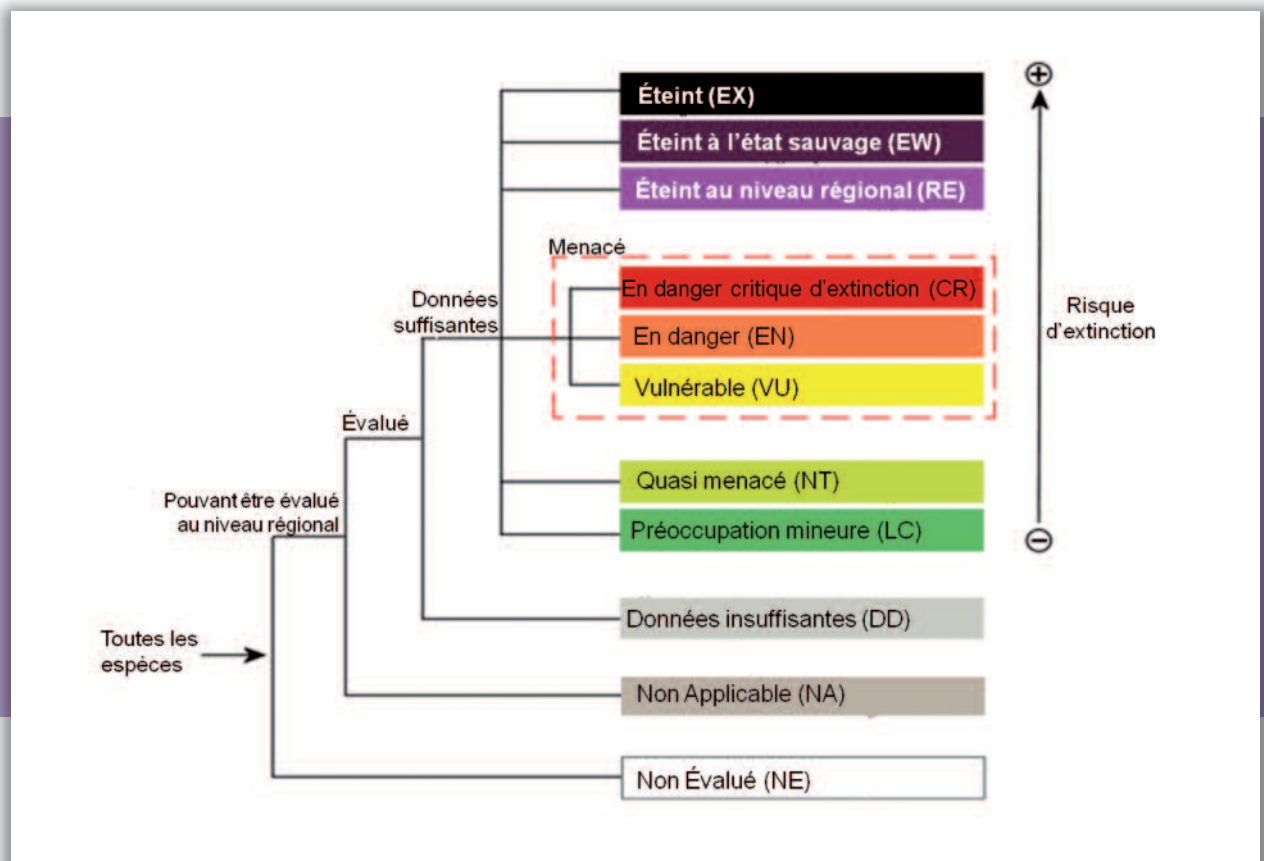 Éteint (EX)
Éteint à l'état sauvage (EW)
Éteint au niveau régional (RE)
Menacé
En danger critique d'extinction (CR)
En danger (EN)
Vulnérable (VU)
Données
suffisantes
Risque
d'extinction
Évalué
Quasi menacé (NT)
Préoccupation mineure (LC)
Pouvant être évalué
au niveau régional
Données insuffisantes (DD)
Toutes les
espèces
Non Applicable (NA)
Non Évalué (NE)